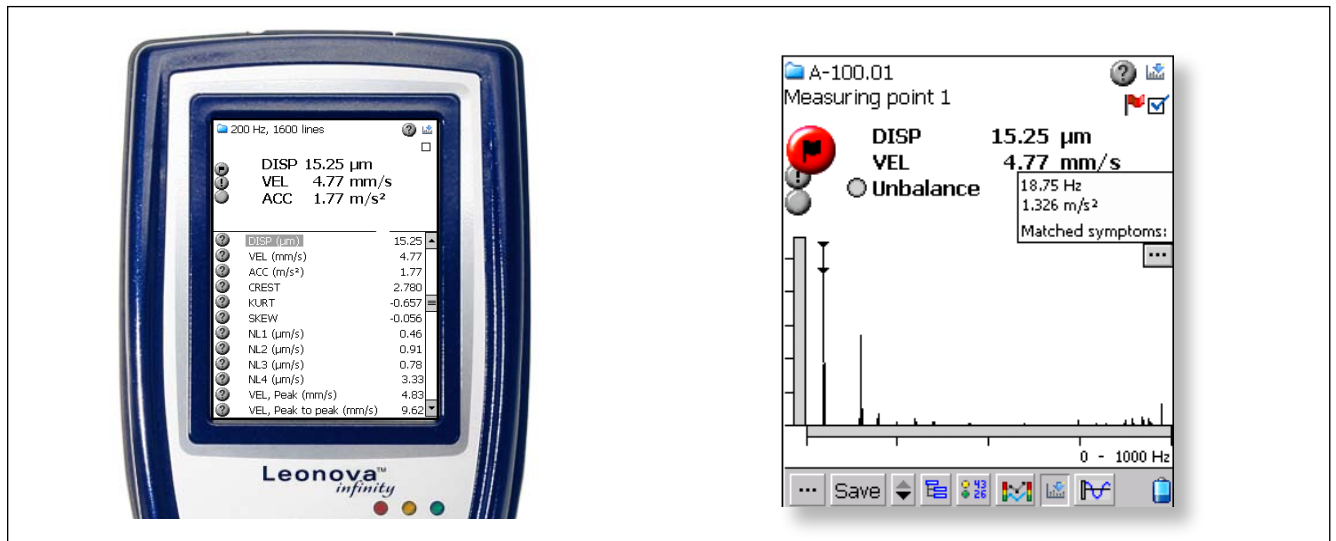 200 Hz, 1600 lines
DISP 15.25 µm
VEL 4.77 mm/s
ACC 1.77 m/s²
DISP (µm) 15.25
VEL (mm/s) 4.77
ACC (m/s²) 1.77
CREST 2.780
KURT -0.657
SKEW -0.056
NL1 (µm/s) 0.46
NL2 (µm/s) 0.91
NL3 (µm/s) 0.78
NL4 (µm/s) 3.33
VEL, Peak (mm/s) 4.83
VEL, Peak to peak (mm/s) 9.62
Leonova™
infinity
A-100.01
Measuring point 1
DISP 15.25 µm
VEL 4.77 mm/s
Unbalance
18.75 Hz
1.326 m/s²
Matched symptoms:
...
0 - 1000 Hz
... Save 43
26